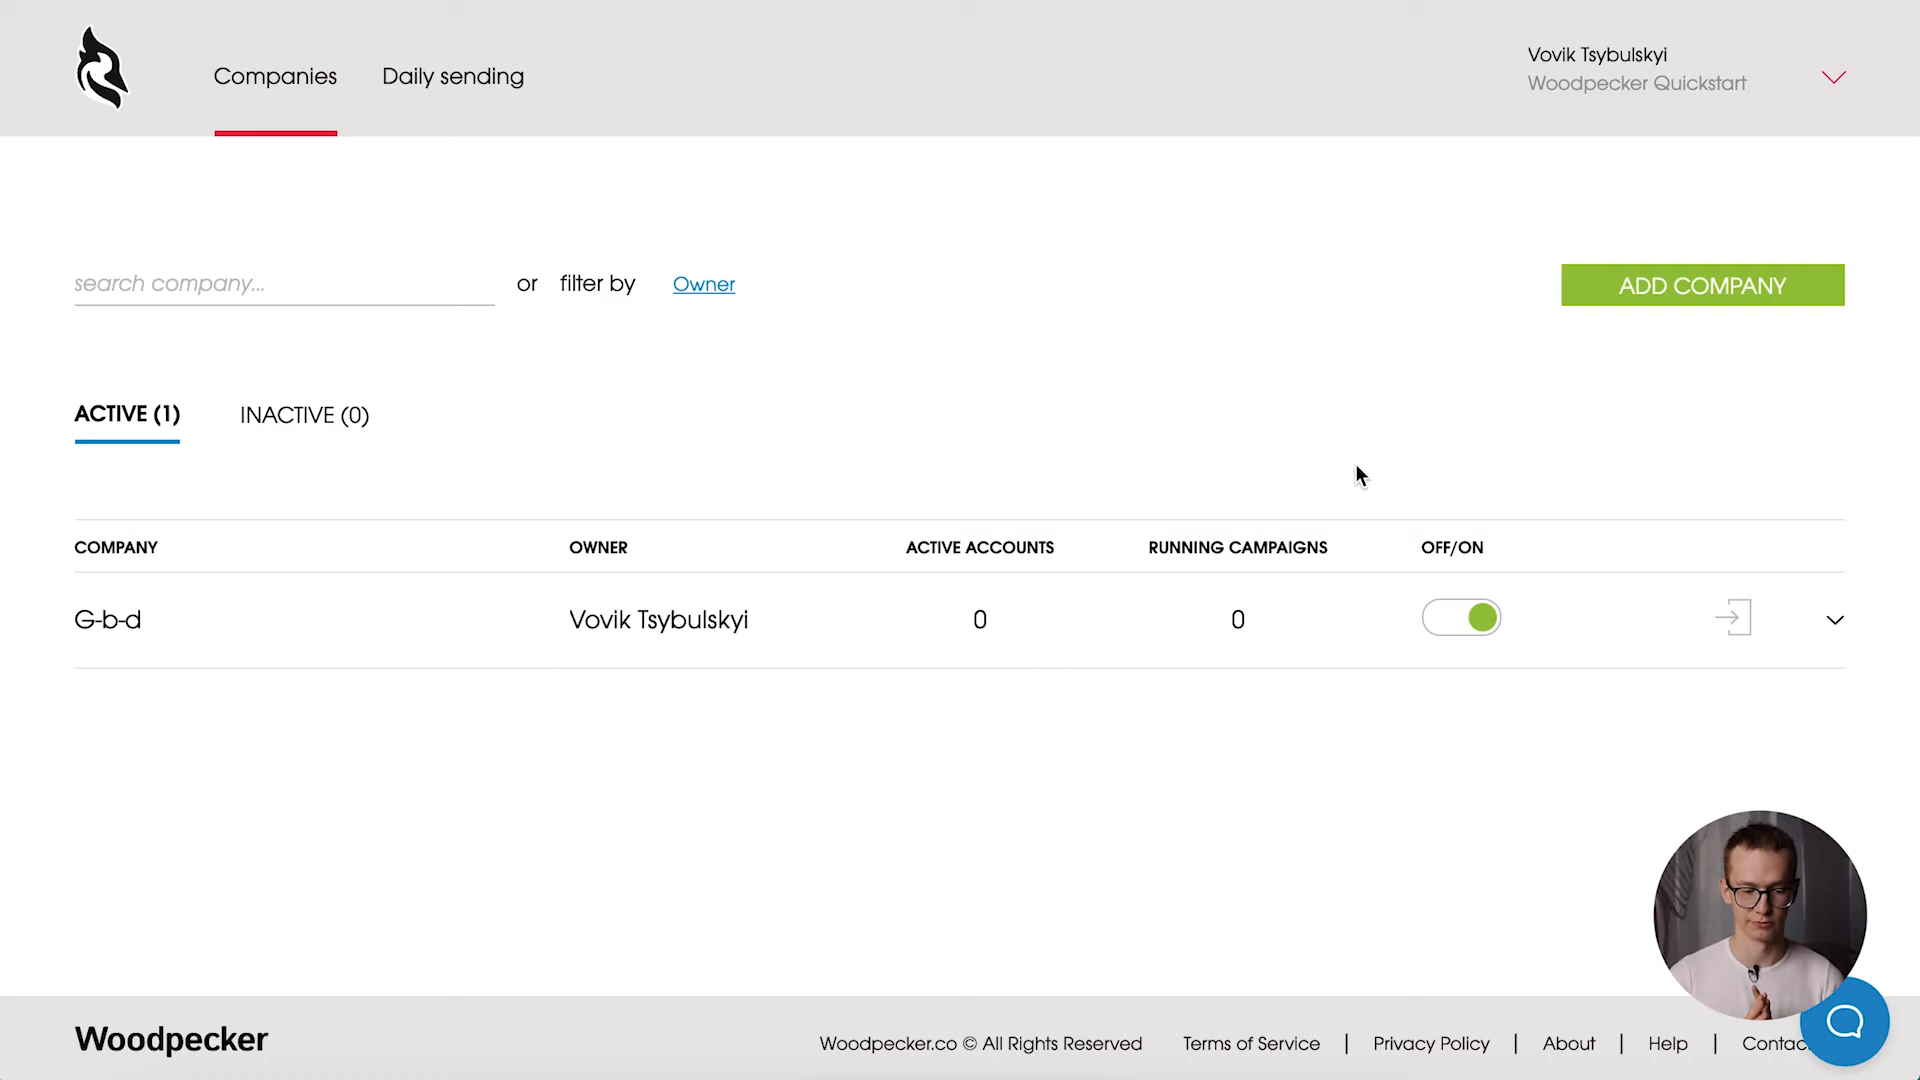 Companies
Daily sending
Vovik Tsybulskyi
Woodpecker Quickstart
search company...
or filter by Owner
ADD COMPANY
ACTIVE (1)
INACTIVE (0)
COMPANY
OWNER
ACTIVE ACCOUNTS
RUNNING CAMPAIGNS
OFF/ON
G-b-d
Vovik Tsybulskyi
0
0
Woodpecker
Woodpecker.co © All Rights Reserved
Terms of Service | Privacy Policy | About | Help |